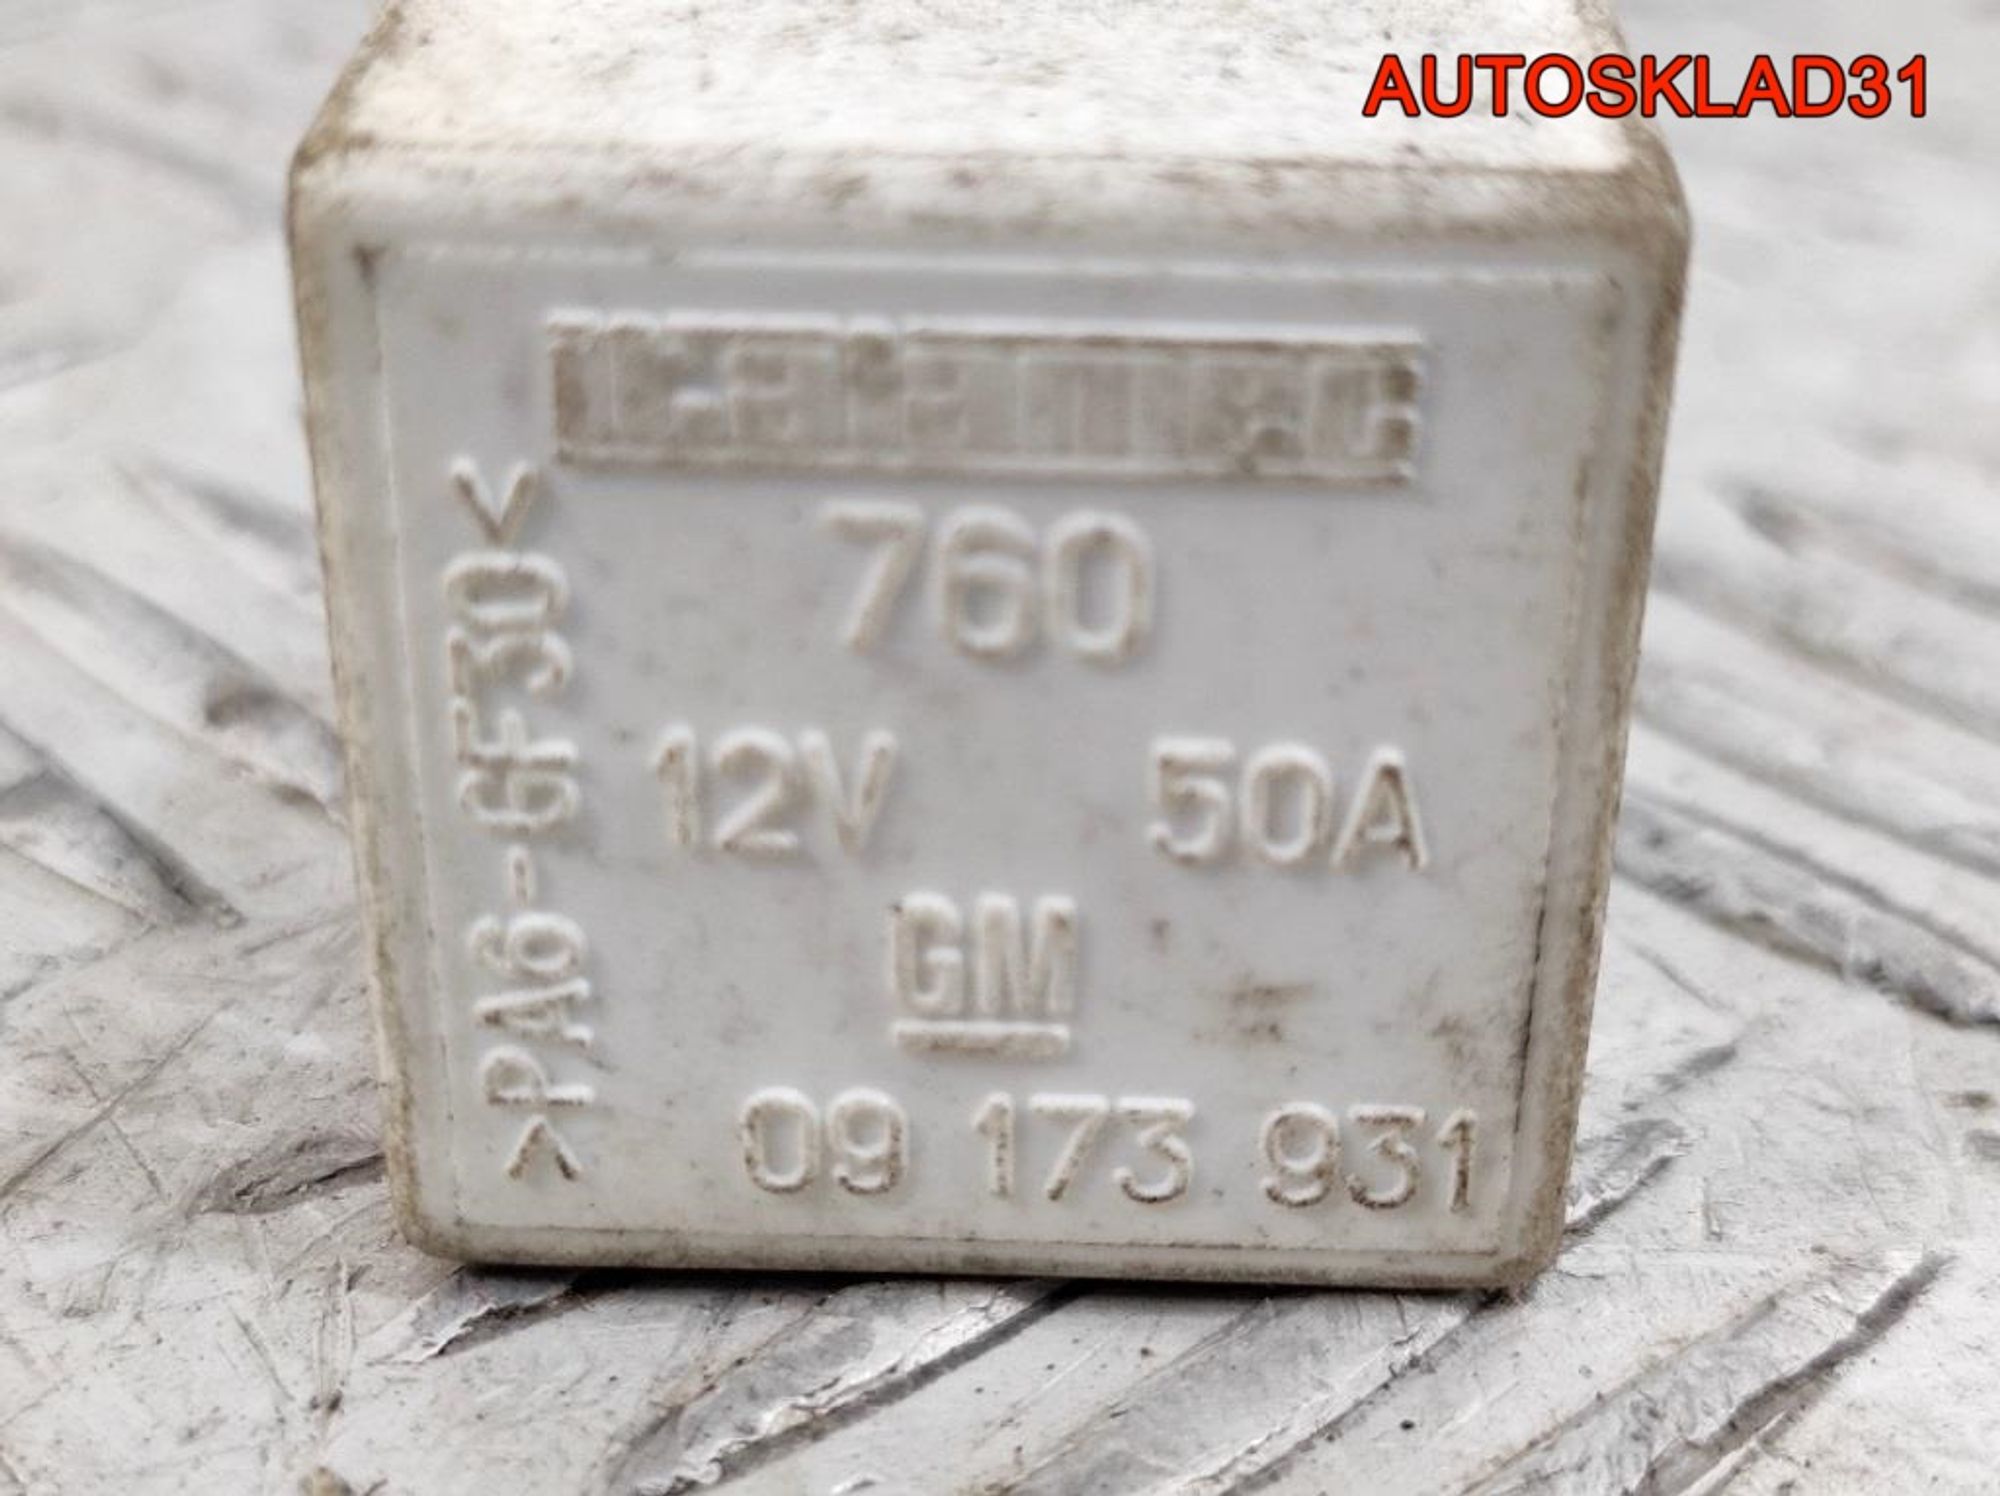 AUTOSKLAD31
760
12V 50A
GM
09 173 931
>PA6-GF30<